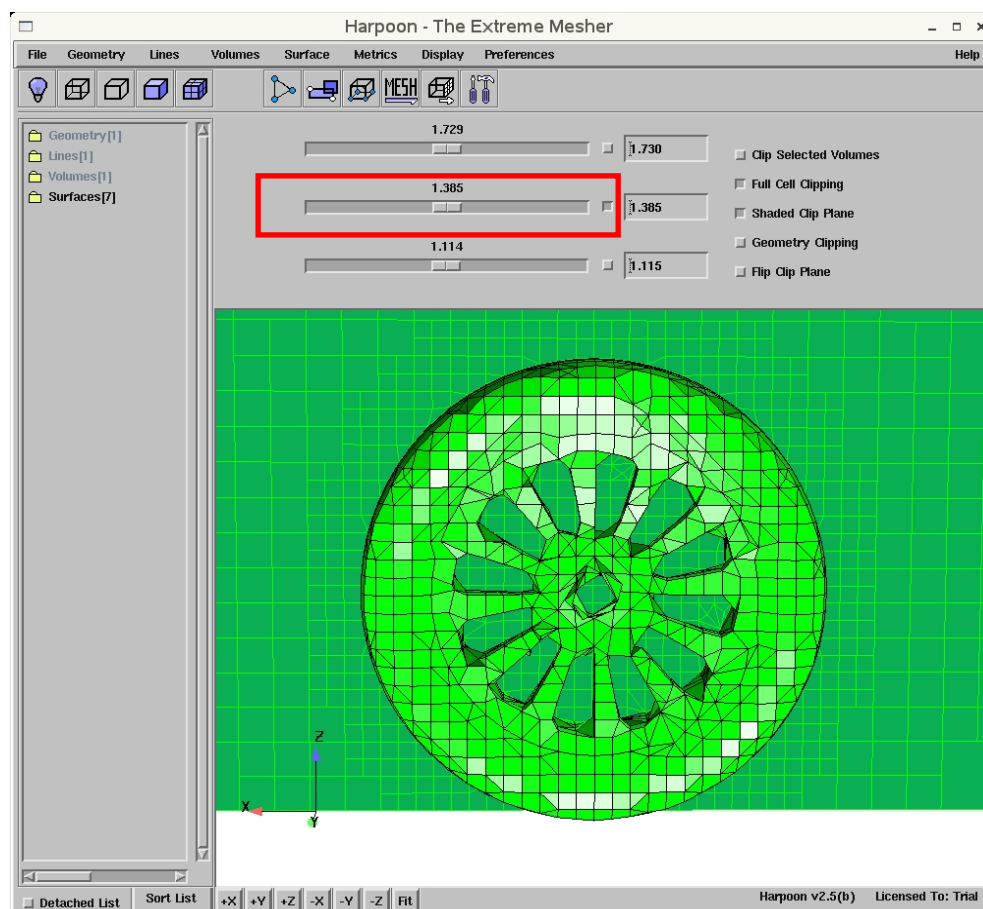 Harpoon - The Extreme Mesher
File Geometry Lines Volumes Surface Metrics Display Preferences Help
MESH
Geometry[1]
Lines[1]
Volumes[1]
Surfaces[7]
1.729
1.730
1.385
1.385
1.114
1.115
Clip Selected Volumes
Full Cell Clipping
Shaded Clip Plane
Geometry Clipping
Flip Clip Plane
Z
X
Y
Detached List Sort List +X +Y +Z -X -Y -Z Fit Harpoon v2.5(b) Licensed To: Trial